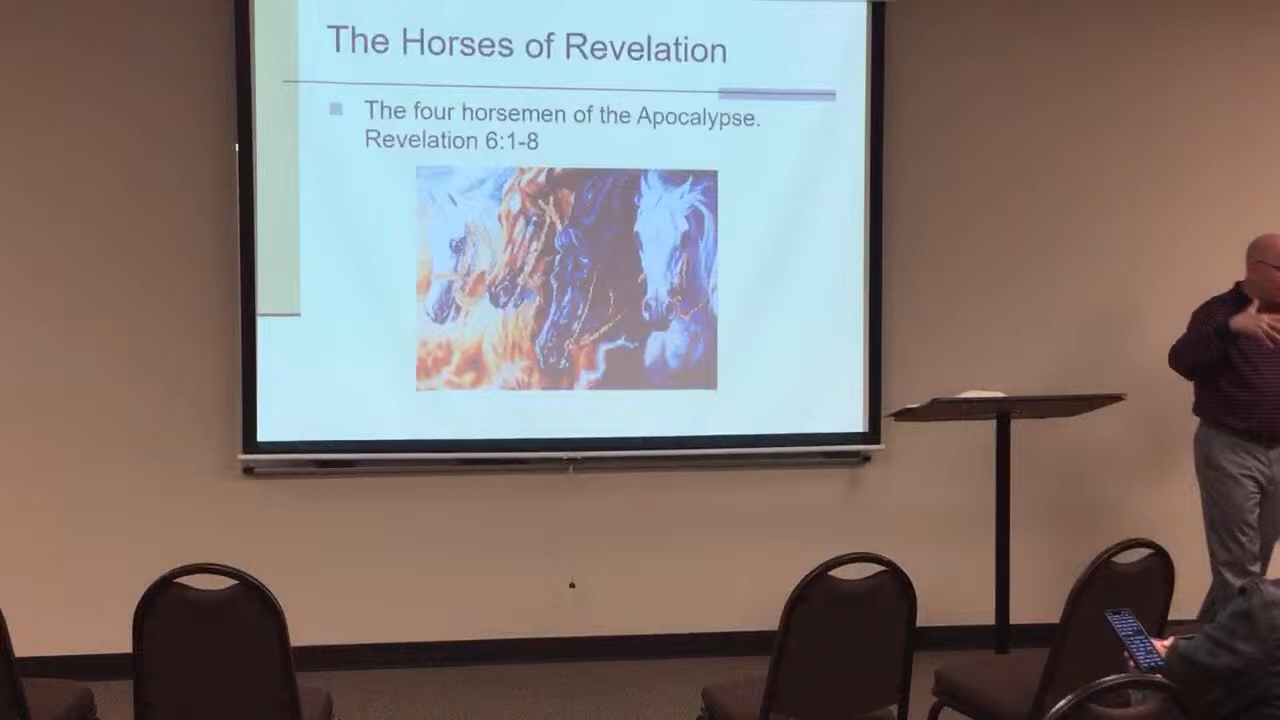 The Horses of Revelation
The four horsemen of the Apocalypse.
Revelation 6:1-8